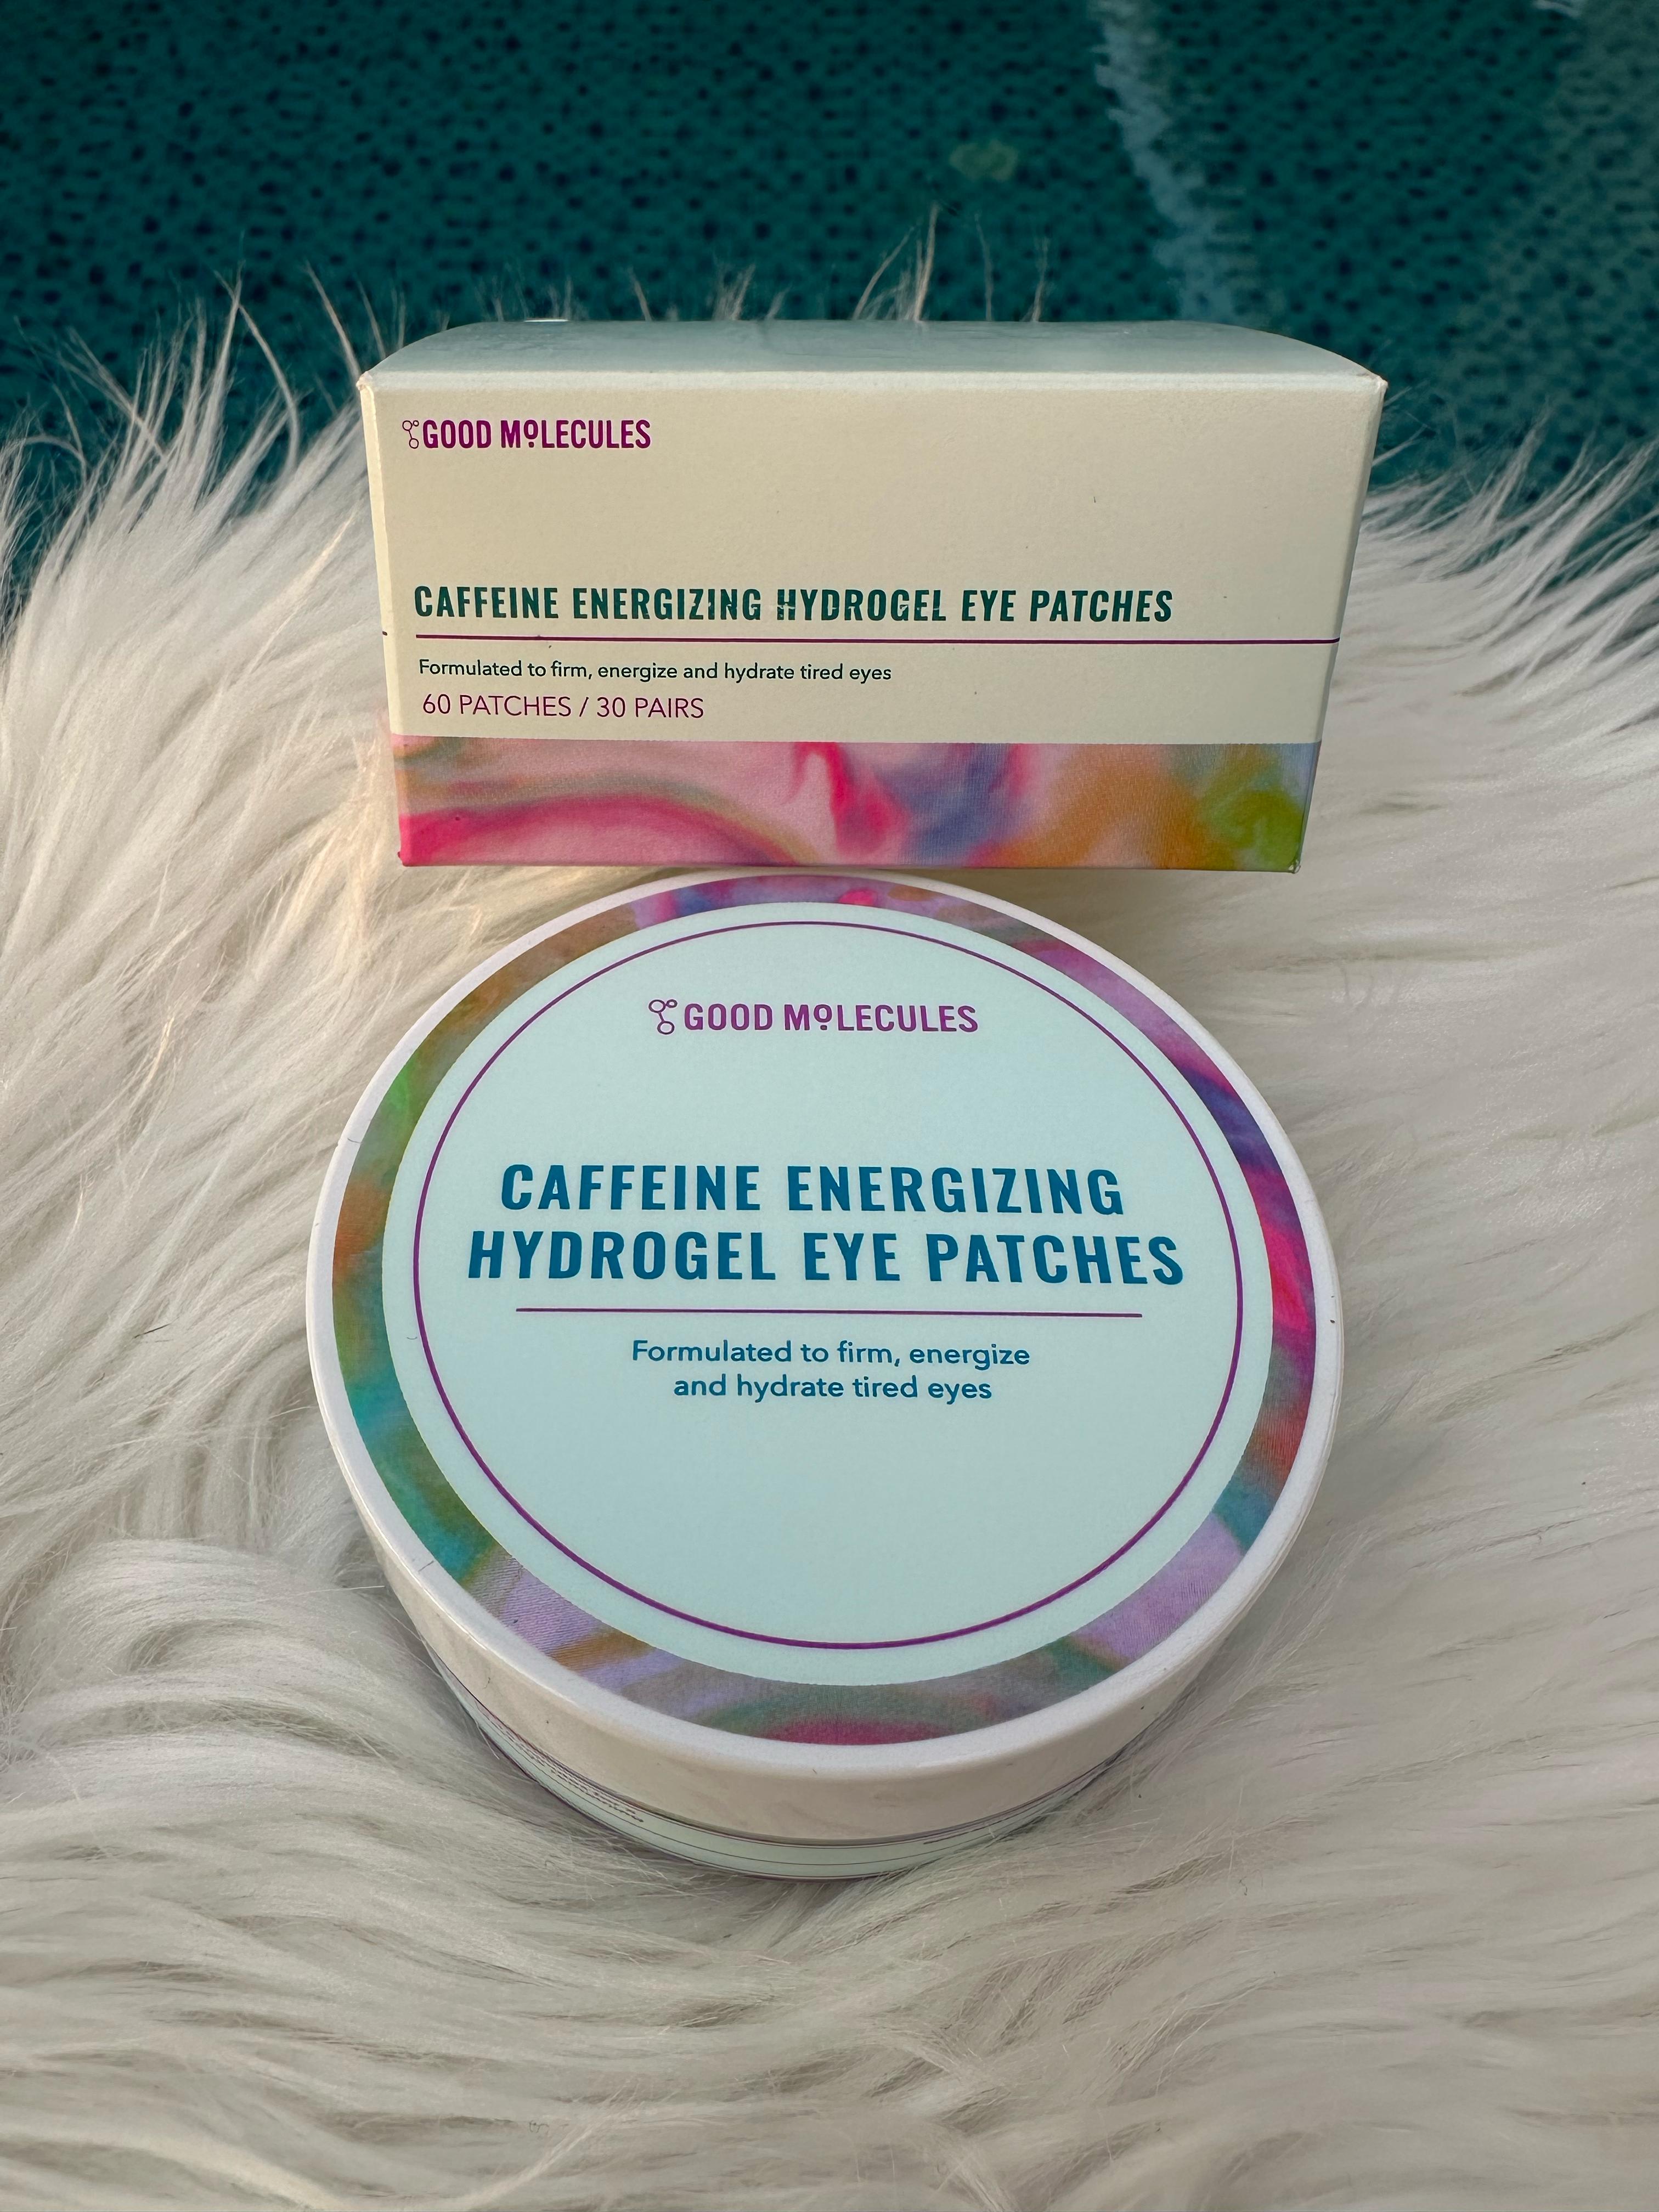 GOOD MOLECULES
CAFFEINE ENERGIZING HYDROGEL EYE PATCHES
Formulated to firm, energize and hydrate tired eyes
60 PATCHES / 30 PAIRS
GOOD MOLECULES
CAFFEINE ENERGIZING
HYDROGEL EYE PATCHES
Formulated to firm, energize
and hydrate tired eyes